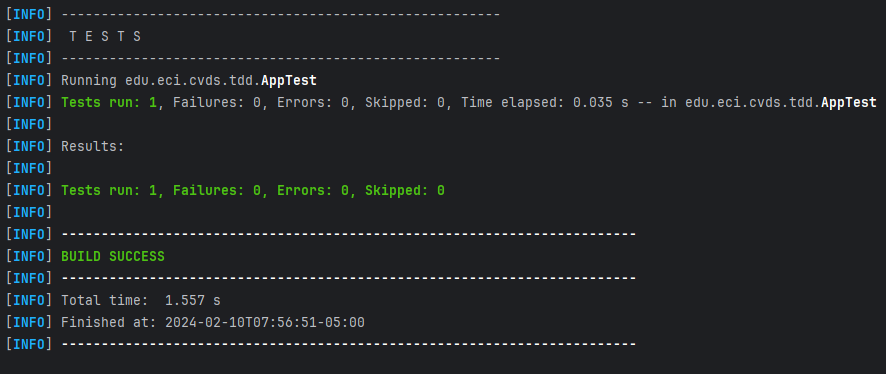 [INFO] -------------------------------------------------------
[INFO]  T E S T S
[INFO] -------------------------------------------------------
[INFO] Running edu.eci.cvds.tdd.AppTest
[INFO] Tests run: 1, Failures: 0, Errors: 0, Skipped: 0, Time elapsed: 0.035 s -- in edu.eci.cvds.tdd.AppTest
[INFO]
[INFO] Results:
[INFO]
[INFO] Tests run: 1, Failures: 0, Errors: 0, Skipped: 0
[INFO]
[INFO] ------------------------------------------------------------------------
[INFO] BUILD SUCCESS
[INFO] ------------------------------------------------------------------------
[INFO] Total time:  1.557 s
[INFO] Finished at: 2024-02-10T07:56:51-05:00
[INFO] ------------------------------------------------------------------------